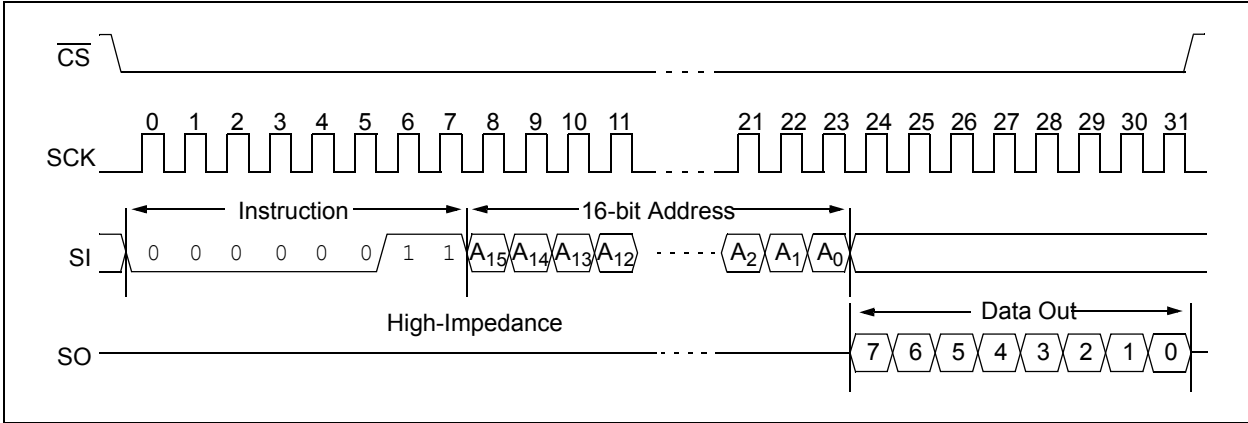 CS
0 1 2 3 4 5 6 7 8 9 10 11 21 22 23 24 25 26 27 28 29 30 31
SCK
Instruction 16-bit Address
SI 0 0 0 0 0 0 1 1 A15 A14 A13 A12 A2 A1 A0
Data Out
High-Impedance
SO 7 6 5 4 3 2 1 0